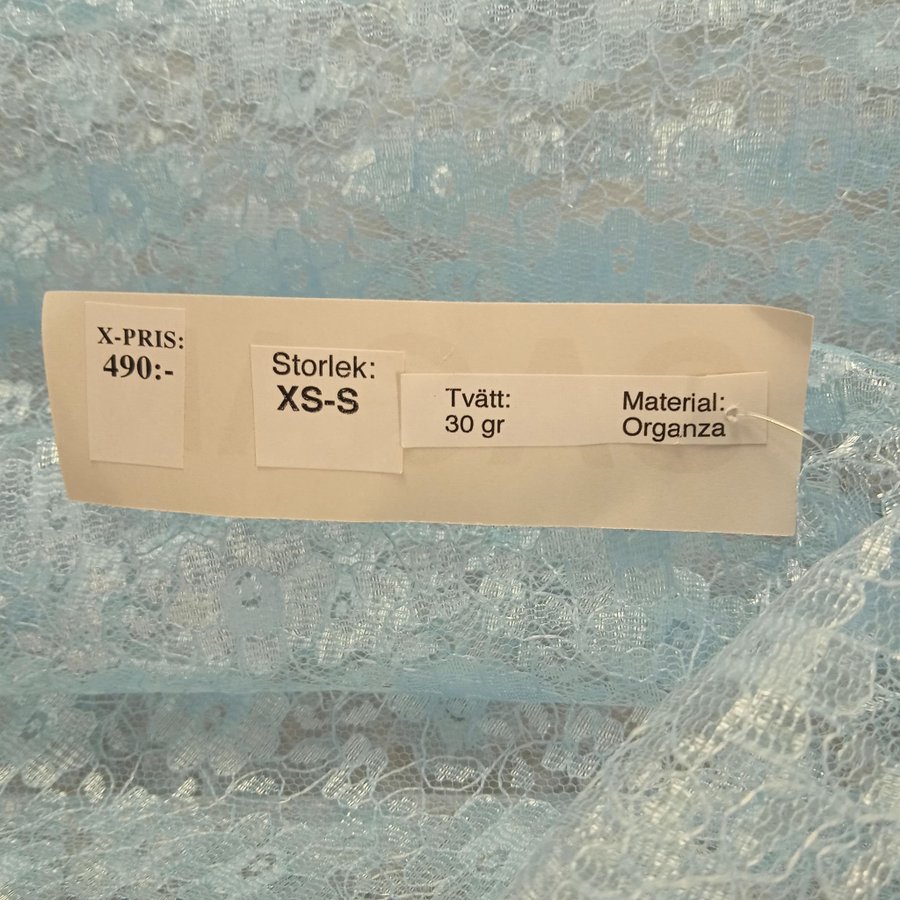 X-PRIS:
490:-
Storlek:
XS-S
Tvätt:
30 gr
Material:
Organza